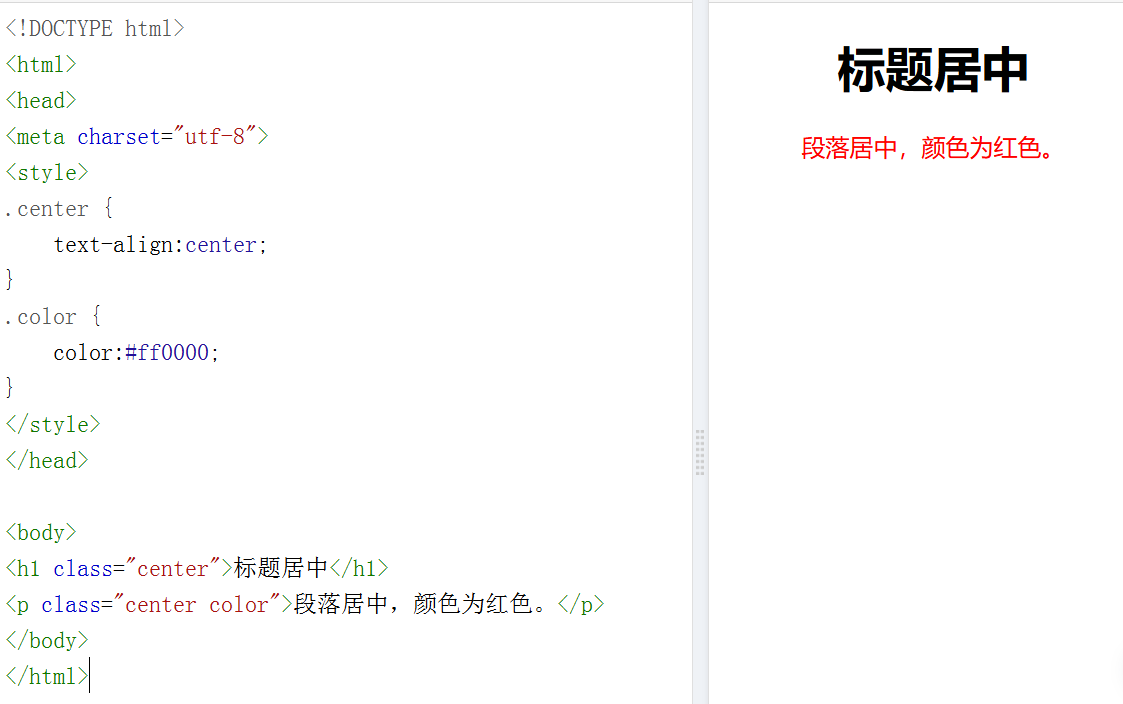 <!DOCTYPE html>
<html>
<head>
<meta charset="utf-8">
<style>
.center {
    text-align:center;
}
.color {
    color:#ff0000;
}
</style>
</head>

<body>
<h1 class="center">标题居中</h1>
<p class="center color">段落居中，颜色为红色。</p>
</body>
</html>
标题居中
段落居中，颜色为红色。